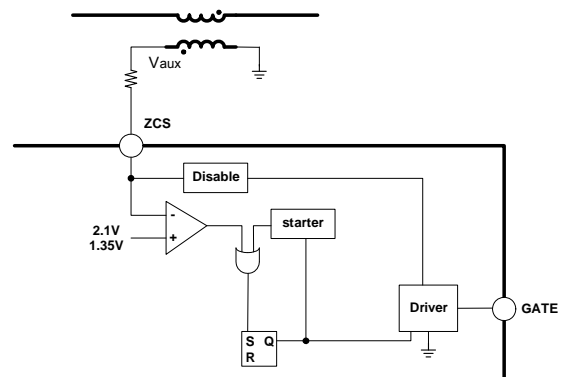 Vaux
ZCS
Disable
-
2.1V
1.35V
+
starter
Driver
GATE
S Q
R